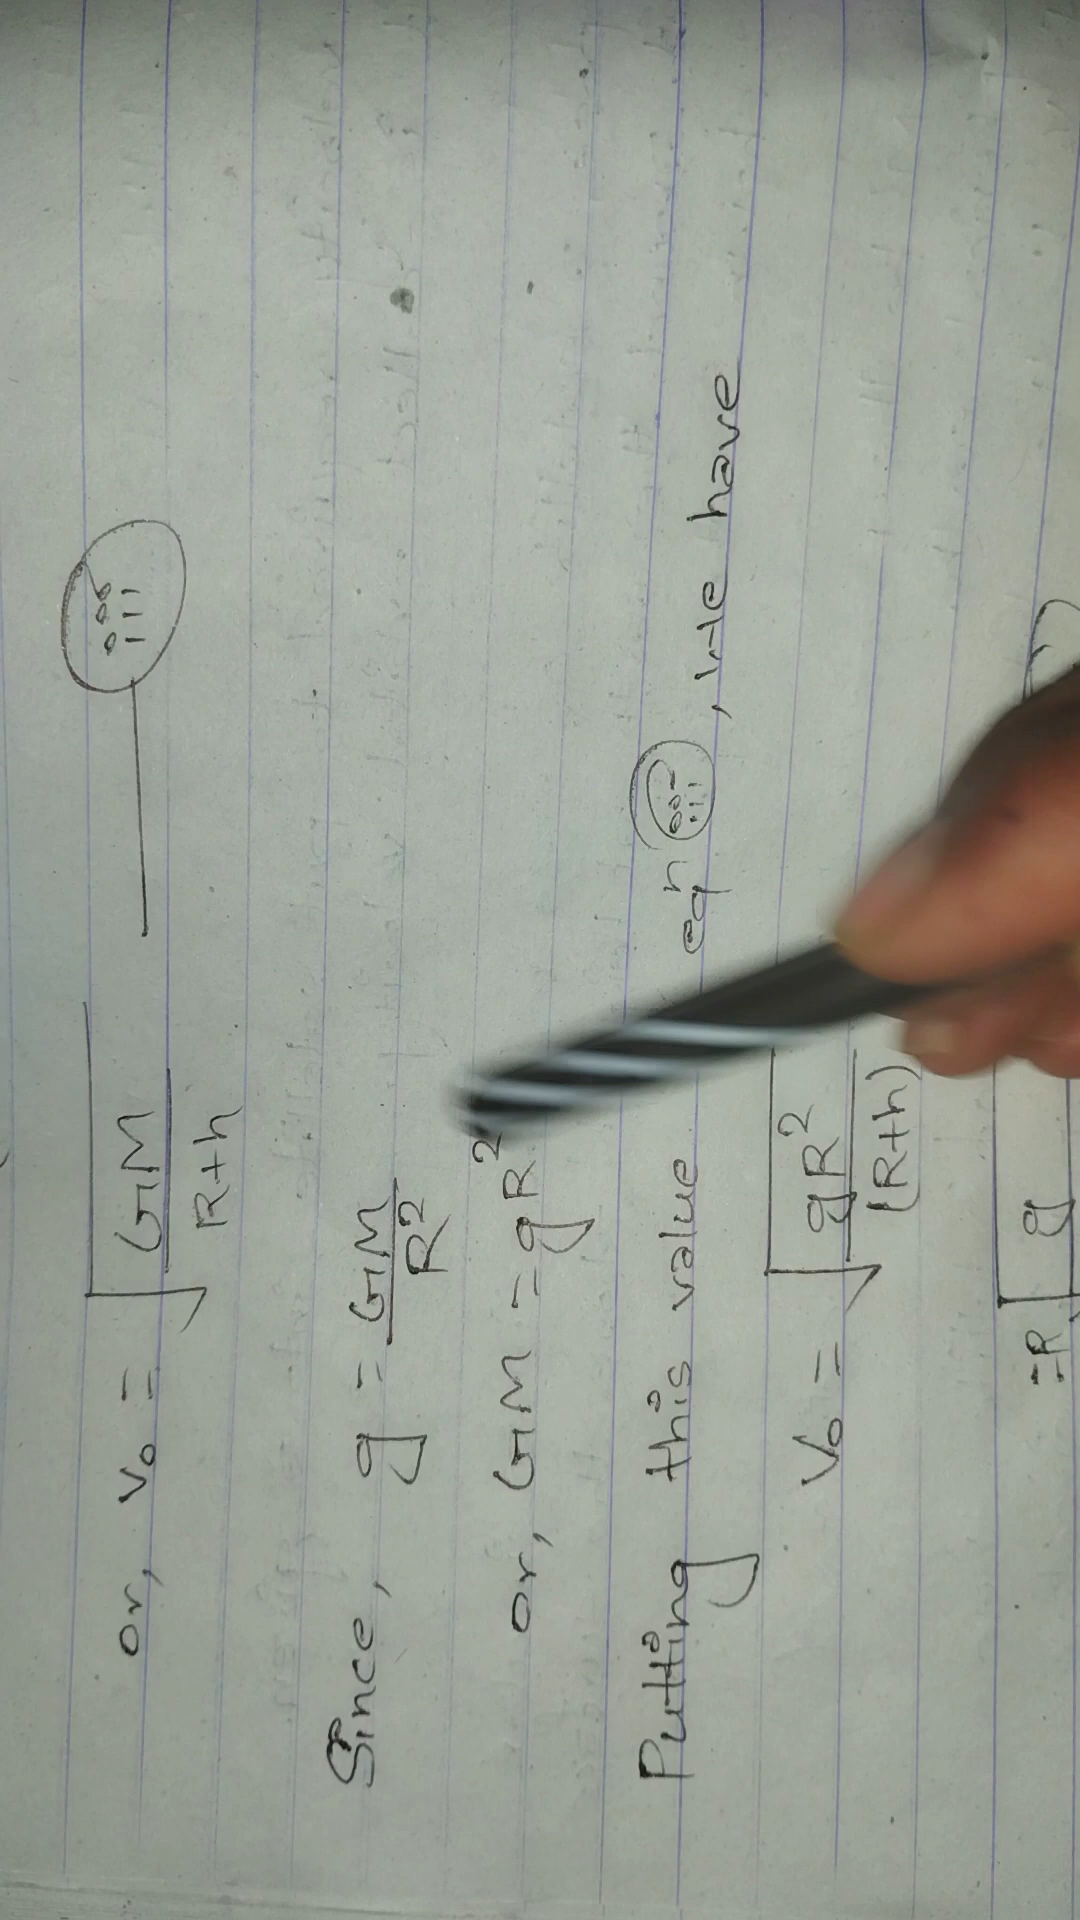 or, v₀ = √(GM/R+h) —— (iii)
Since, g = GM/R²
or, GM = gR²
Putting this value eqⁿ (iii), we have
V₀ = √(gR²/(R+h))
= R√g